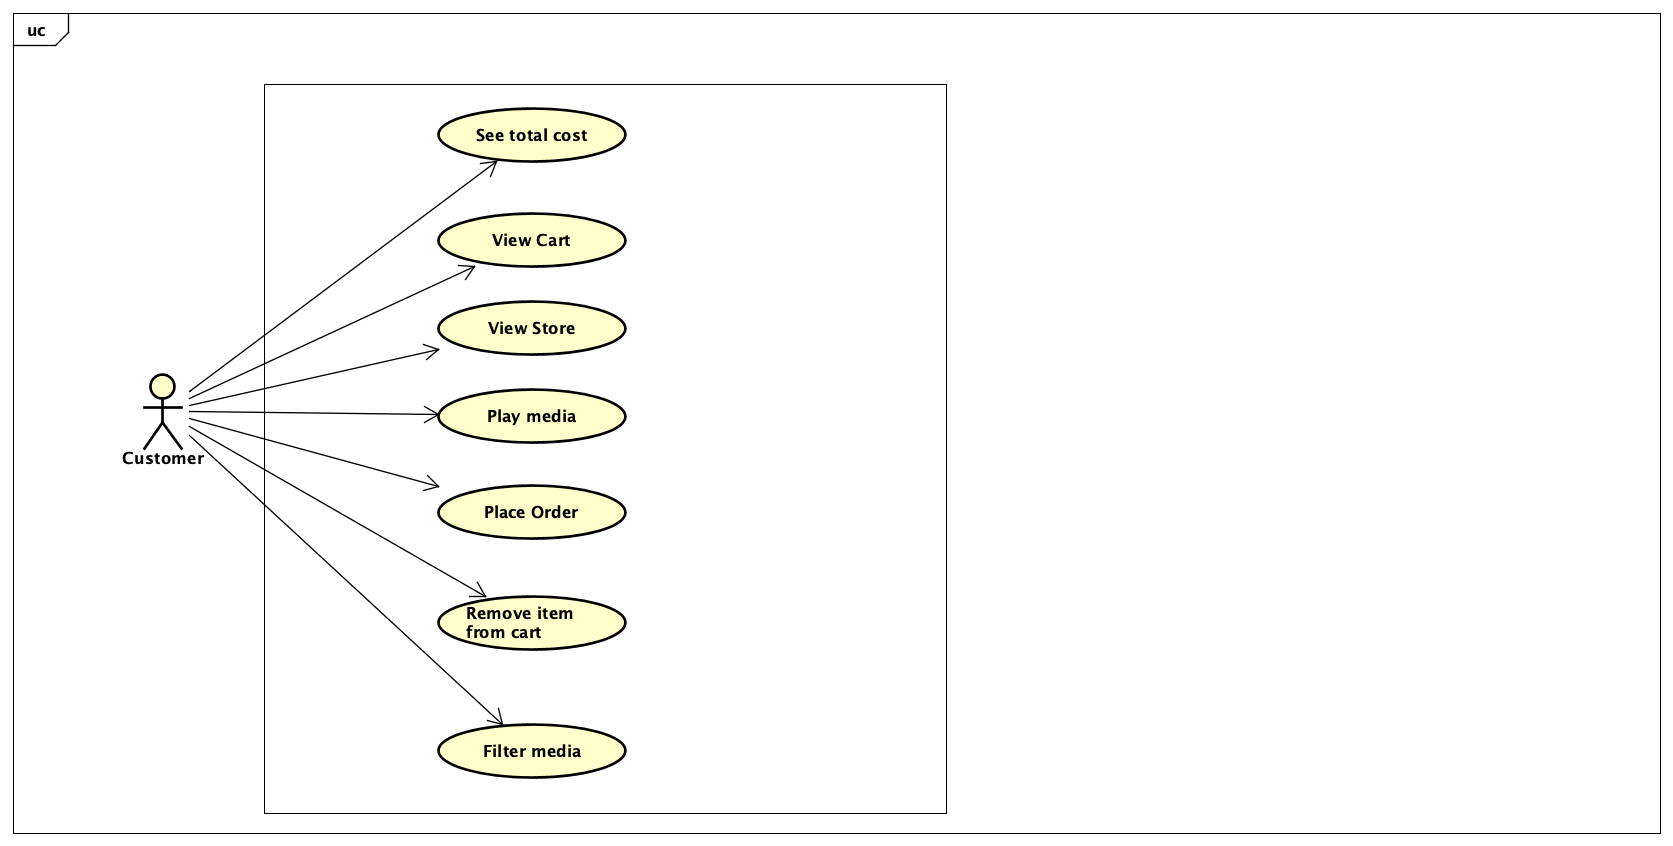 uc
See total cost
View Cart
View Store
Play media
Customer
Place Order
Remove item
from cart
Filter media